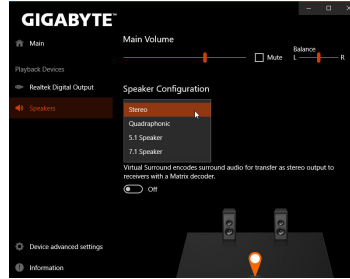 GIGABYTE™
Main
Main Volume
Mute
Balance
L
R
Playback Devices
Realtek Digital Output
Speakers
Speaker Configuration
Stereo
Quadraphonic
5.1 Speaker
7.1 Speaker
Virtual Surround encodes surround audio for transfer as stereo output to
receivers with a Matrix decoder.
Off
Device advanced settings
Information